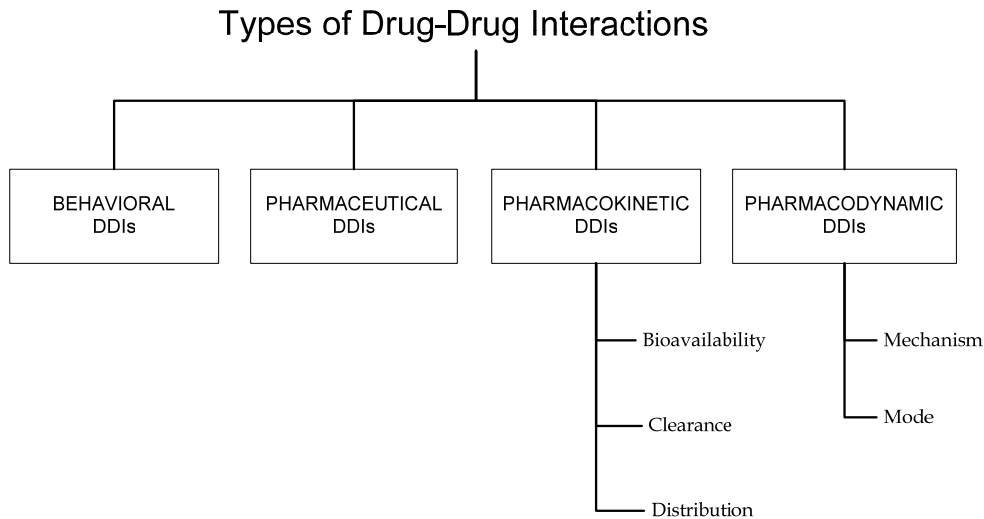 Types of Drug-Drug Interactions
BEHAVIORAL
DDIs
PHARMACEUTICAL
DDIs
PHARMACOKINETIC
DDIs
PHARMACODYNAMIC
DDIs
Bioavailability
Clearance
Distribution
Mechanism
Mode